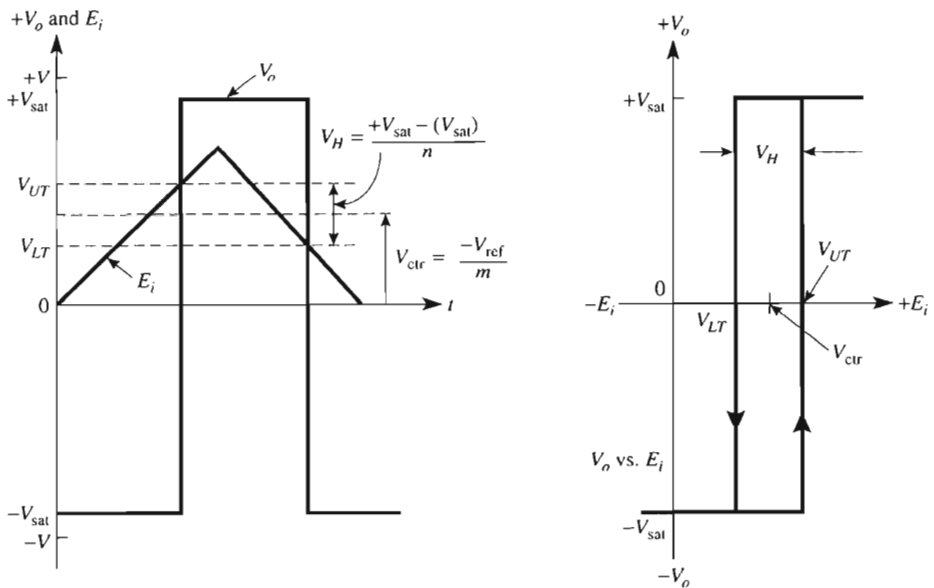 +V_o and E_i
+V
+V_sat
V_o
V_H = +V_sat – (V_sat) / n
V_UT
V_LT
V_ctr = –V_ref / m
E_i
0
t
–V_sat
–V
+V_o
+V_sat
V_H
V_UT
0
–E_i
+E_i
V_LT
V_ctr
V_o vs. E_i
–V_sat
–V_o